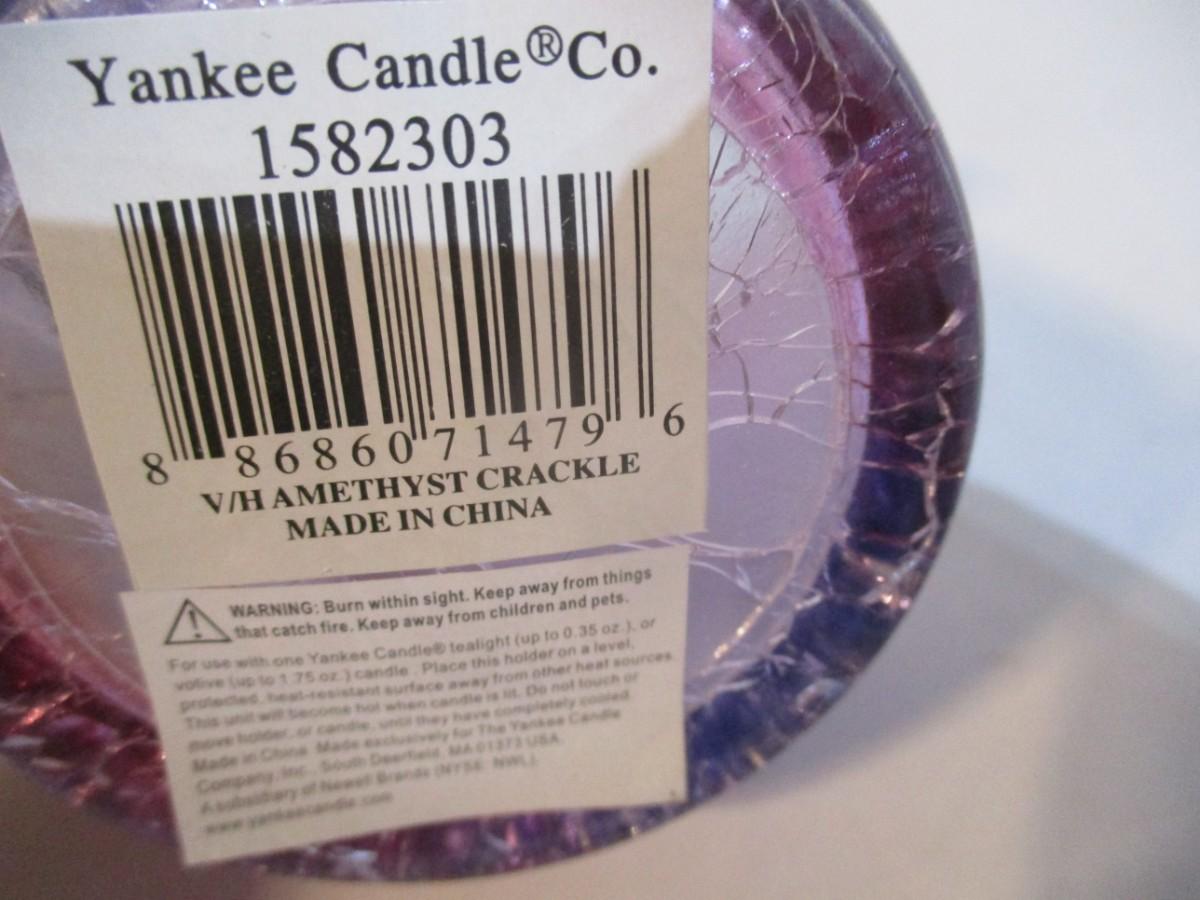 Yankee Candle®Co.
1582303
8 86860 71479 6
V/H AMETHYST CRACKLE
MADE IN CHINA
WARNING: Burn within sight. Keep away from things
that catch fire. Keep away from children and pets.
For use with one Yankee Candle® tealight (up to 0.35 oz.), or
votive (up to 1.75 oz.) candle . Place this holder on a level,
protected, heat-resistant surface away from other heat sources.
This unit will become hot when candle is lit. Do not touch or
move holder, or candle, until they have completely cooled.
Made in China. Made exclusively for The Yankee Candle
Company, Inc., South Deerfield, MA 01373 USA.
A subsidiary of Newell Brands (NYSE: NWL).
www.yankeecandle.com